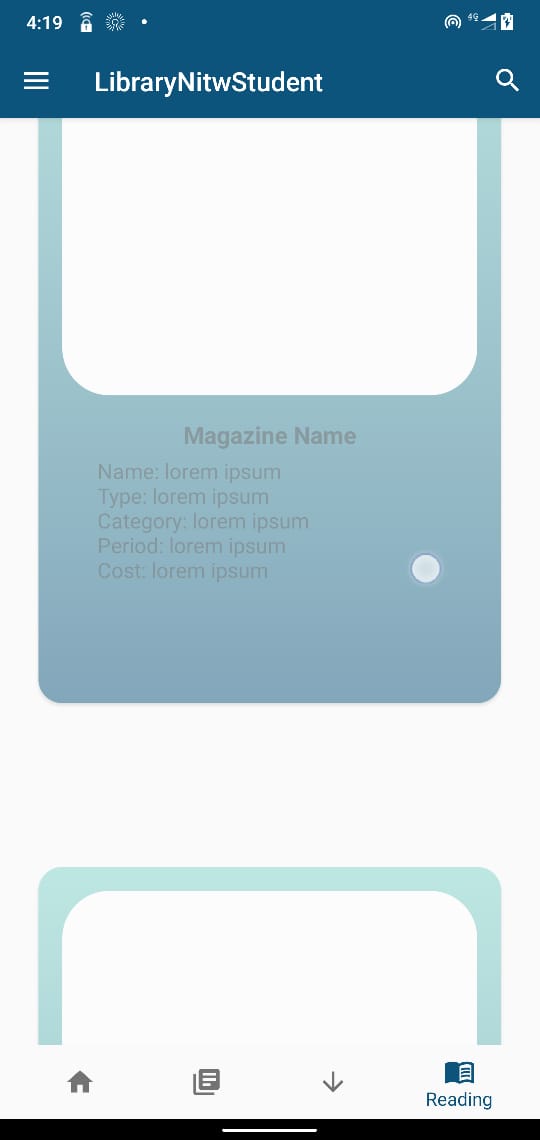 4:19
4G
LibraryNitwStudent
Magazine Name
Name: lorem ipsum
Type: lorem ipsum
Category: lorem ipsum
Period: lorem ipsum
Cost: lorem ipsum
Reading